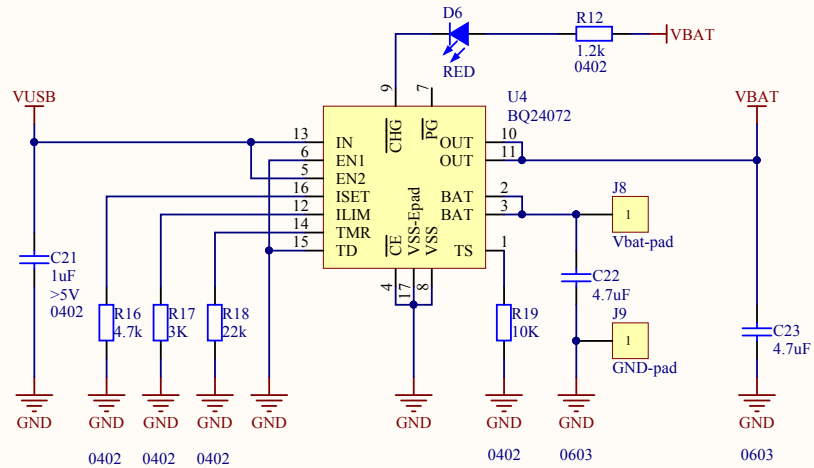 D6
RED
R12
1.2k
0402
VBAT
9
7
U4
BQ24072
VUSB
VBAT
13 IN CHG PG OUT 10
6 EN1 OUT 11
5 EN2
16 ISET BAT 2
12 ILIM BAT 3
14 TMR
15 TD CE VSS-Epad VSS TS 1
4 17 8
J8
1
Vbat-pad
C21
1uF
>5V
0402
R16
4.7k
R17
3K
R18
22k
R19
10K
C22
4.7uF
J9
1
GND-pad
C23
4.7uF
GND GND GND GND GND GND GND GND GND
0402 0402 0402 0402 0603 0603